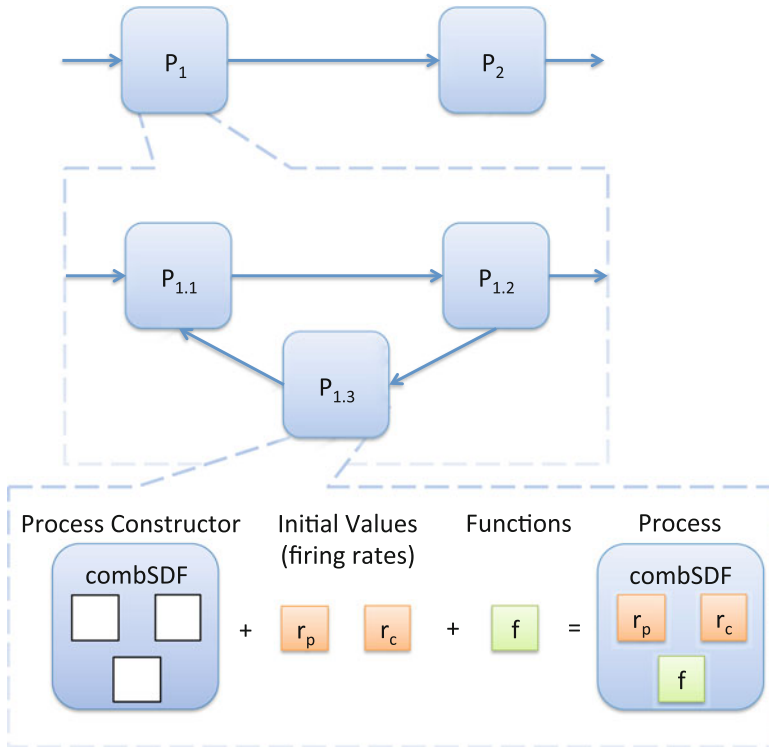 P1
P2
P1.1
P1.2
P1.3
Process Constructor
Initial Values
(firing rates)
Functions
Process
combSDF
combSDF
+
rp
rc
+
f
=
rp
rc
f